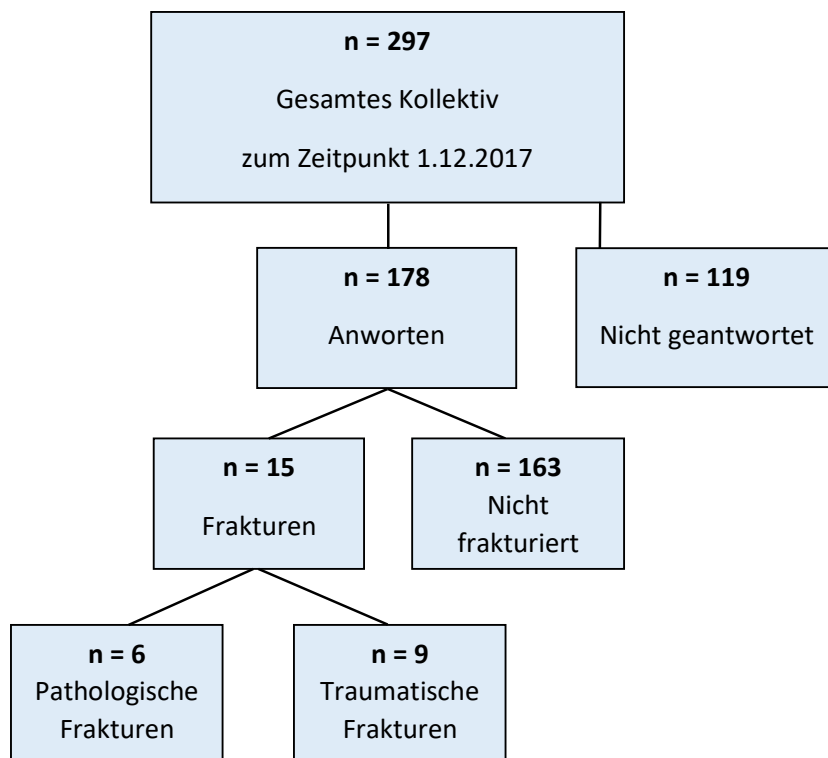 n = 297
Gesamtes Kollektiv
zum Zeitpunkt 1.12.2017
n = 178
Anworten
n = 119
Nicht geantwortet
n = 15
Frakturen
n = 163
Nicht
frakturiert
n = 6
Pathologische
Frakturen
n = 9
Traumatische
Frakturen